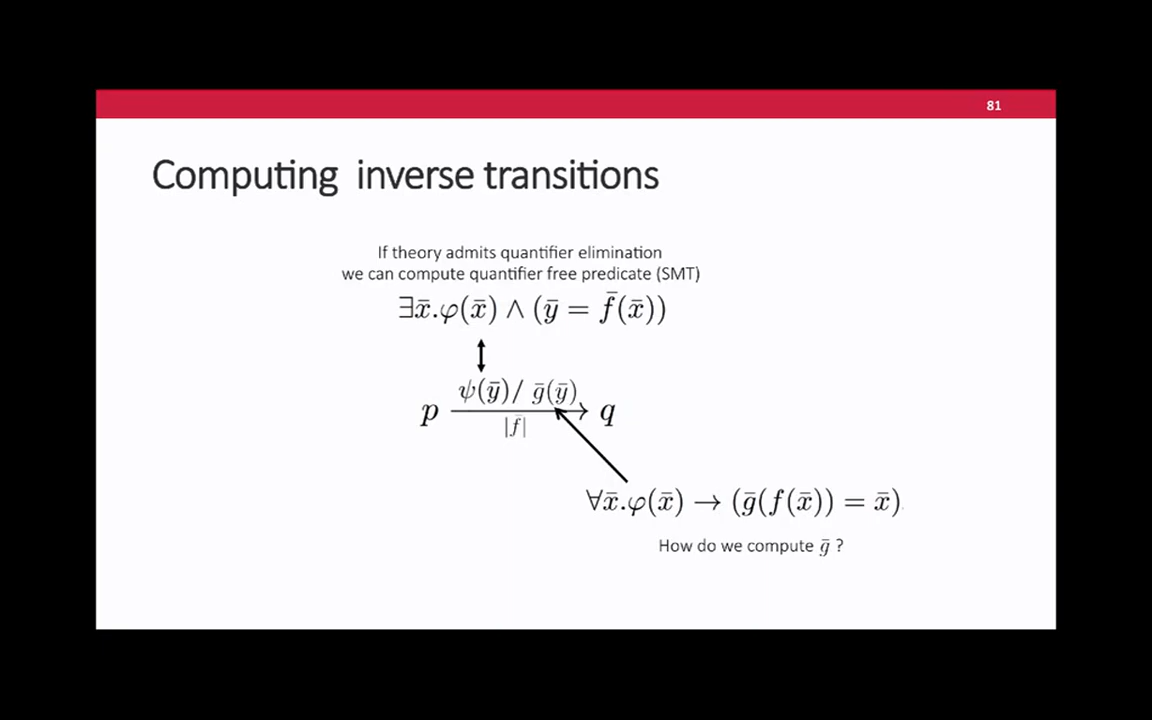 81
Computing inverse transitions
If theory admits quantifier elimination
we can compute quantifier free predicate (SMT)
∃x̄.φ(x̄) ∧ (ȳ = f̄(x̄))
ψ(ȳ)/ ḡ(ȳ)
p q
|f̄|
∀x̄.φ(x̄) → (ḡ(f(x̄)) = x̄)
How do we compute ḡ ?